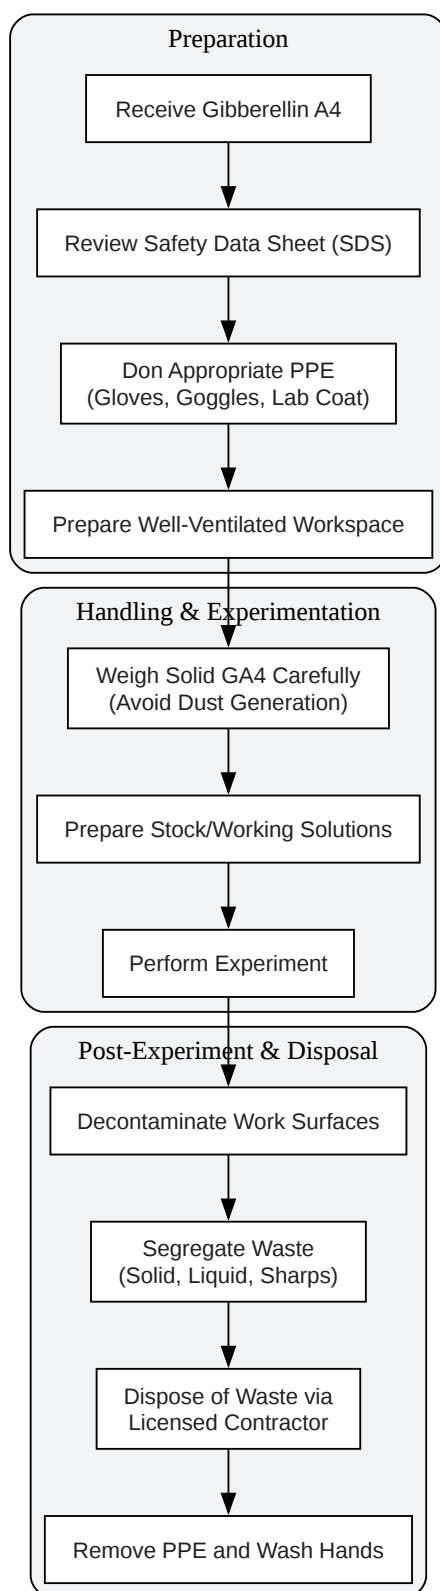 Preparation
Receive Gibberellin A4
Review Safety Data Sheet (SDS)
Don Appropriate PPE
(Gloves, Goggles, Lab Coat)
Prepare Well-Ventilated Workspace
Handling & Experimentation
Weigh Solid GA4 Carefully
(Avoid Dust Generation)
Prepare Stock/Working Solutions
Perform Experiment
Post-Experiment & Disposal
Decontaminate Work Surfaces
Segregate Waste
(Solid, Liquid, Sharps)
Dispose of Waste via
Licensed Contractor
Remove PPE and Wash Hands